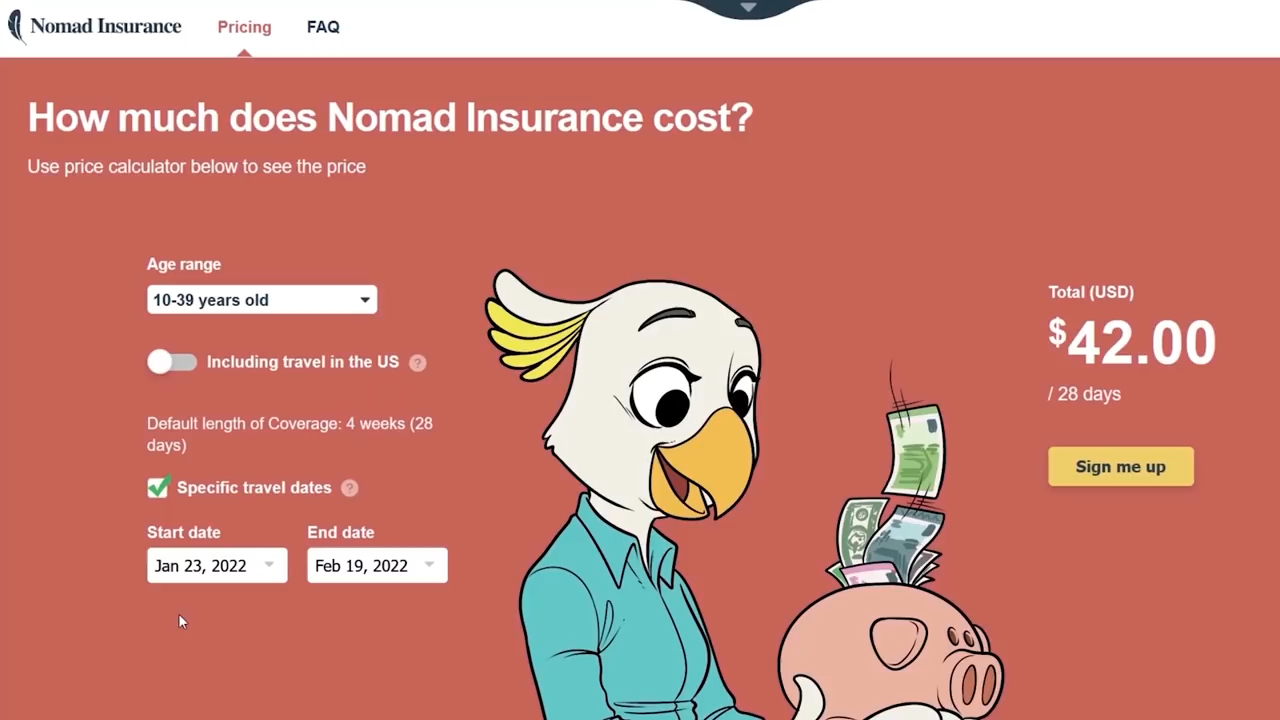 Nomad Insurance
Pricing
FAQ
How much does Nomad Insurance cost?
Use price calculator below to see the price
Age range
10-39 years old
Including travel in the US ?
Default length of Coverage: 4 weeks (28
days)
Specific travel dates ?
Start date
End date
Jan 23, 2022
Feb 19, 2022
Total (USD)
$42.00
/ 28 days
Sign me up